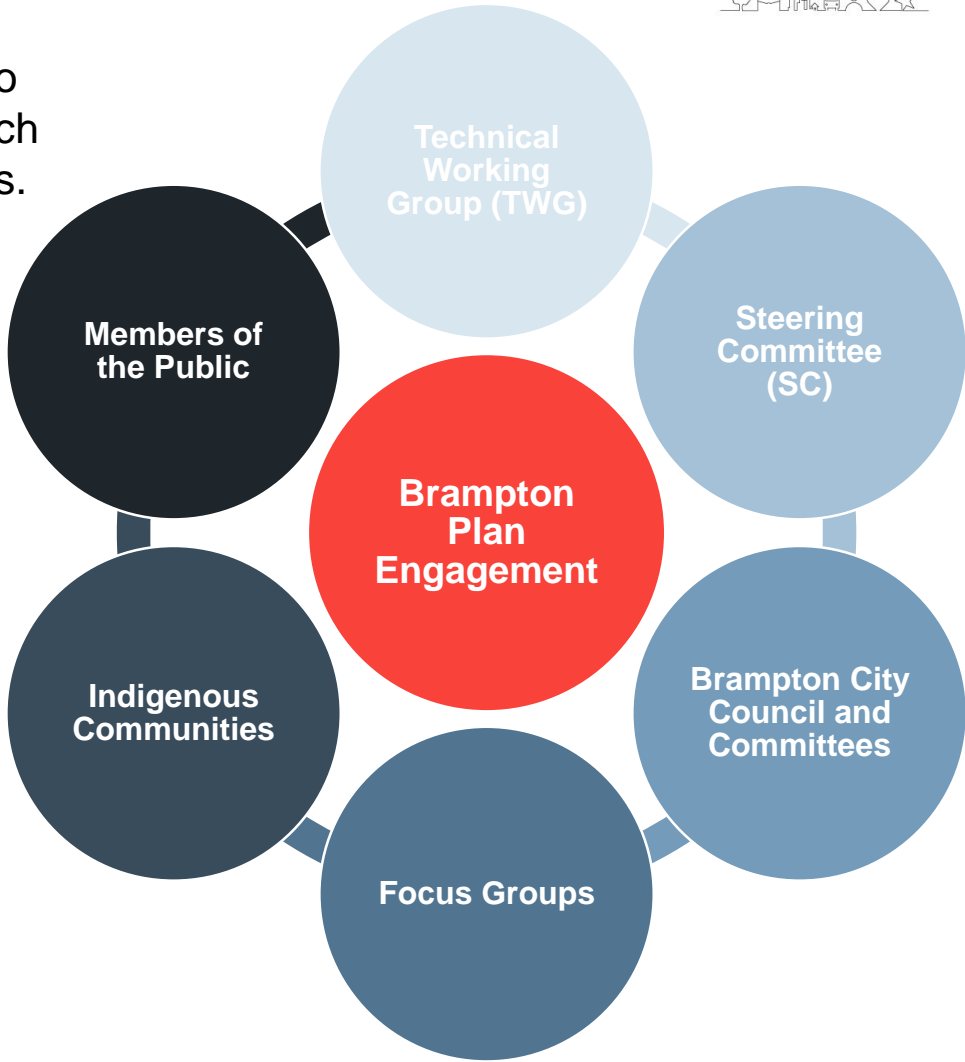 o
ch
s.
Technical
Working
Group (TWG)
Steering
Committee
(SC)
Brampton City
Council and
Committees
Focus Groups
Indigenous
Communities
Members of
the Public
Brampton
Plan
Engagement